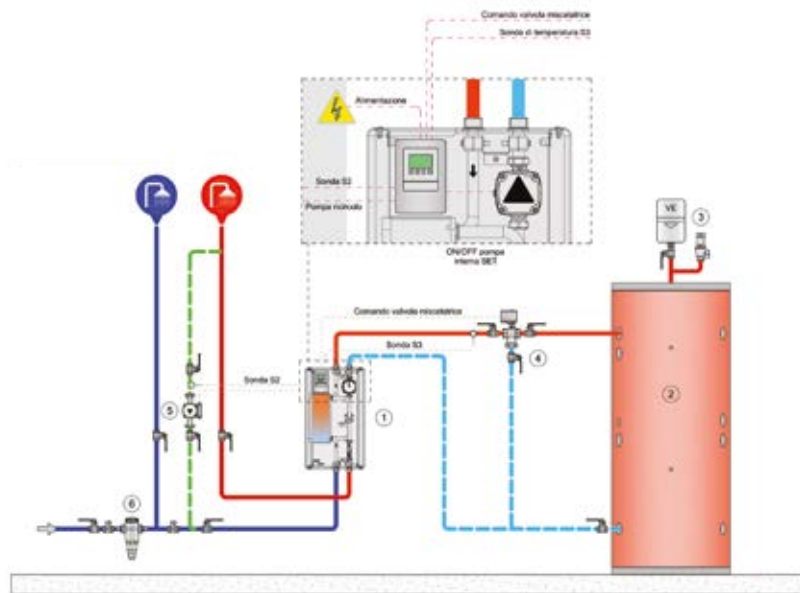 Comando valvola miscelatrice
Sonda di temperatura S3
Alimentazione
Sonda S2
Pompa ricircolo
ON/OFF pompa
interna SET
VE
3
Comando valvola miscelatrice
Sonda S3
4
Sonda S2
5
1
2
6